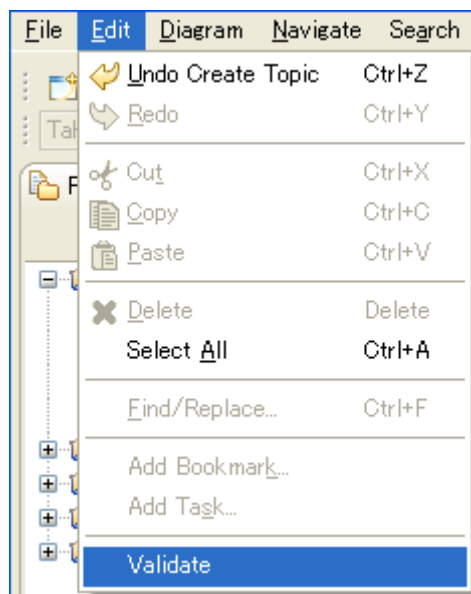 File Edit Diagram Navigate Search
Undo Create Topic Ctrl+Z
Redo Ctrl+Y
Cut Ctrl+X
Copy Ctrl+C
Paste Ctrl+V
Delete Delete
Select All Ctrl+A
Find/Replace... Ctrl+F
Add Bookmark...
Add Task...
Validate